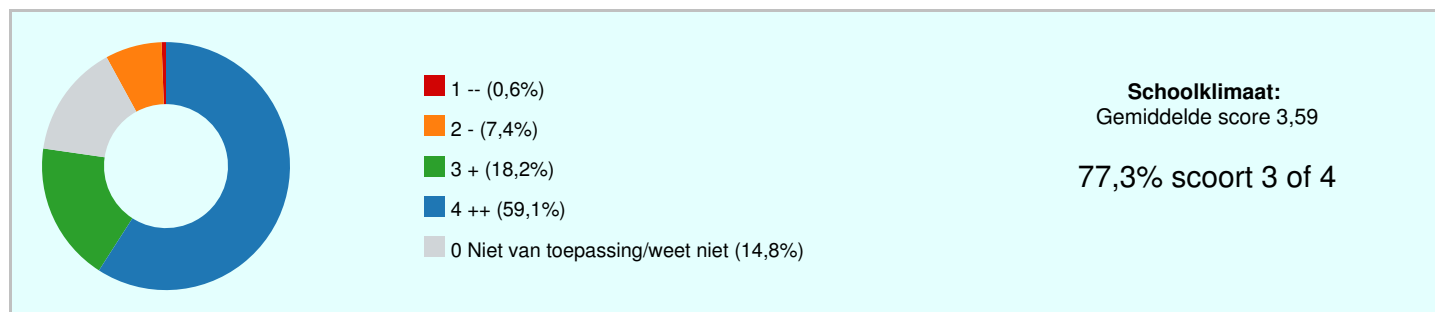 1 -- (0,6%)
2 - (7,4%)
3 + (18,2%)
4 ++ (59,1%)
0 Niet van toepassing/weet niet (14,8%)
Schoolklimaat:
Gemiddelde score 3,59
77,3% scoort 3 of 4